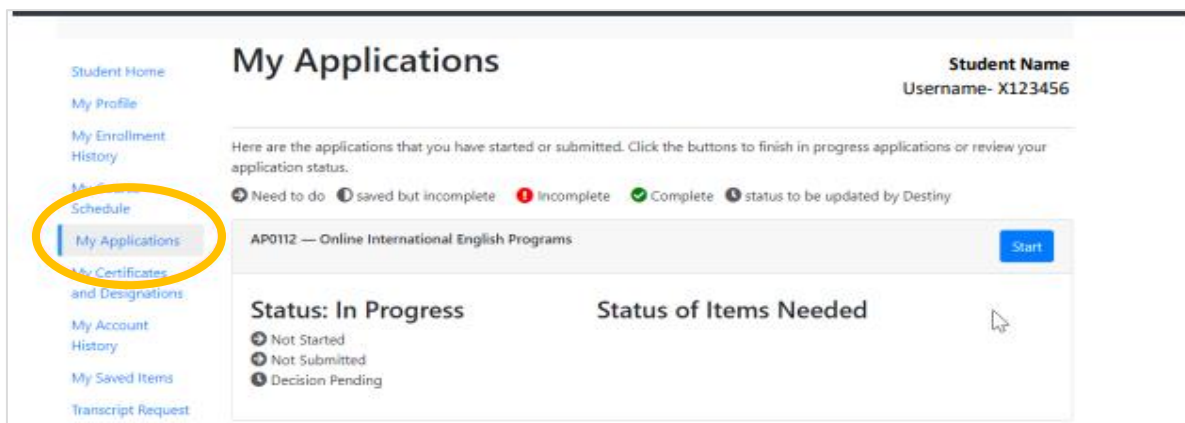 My Applications
Student Name
Username- X123456
Student Home
My Profile
My Enrollment
History
Schedule
My Applications
My Certificates
and Designations
My Account
History
My Saved Items
Transcript Request
Here are the applications that you have started or submitted. Click the buttons to finish in progress applications or review your
application status.
Need to do saved but incomplete Incomplete Complete status to be updated by Destiny
AP0112 — Online International English Programs
Start
Status: In Progress
Not Started
Not Submitted
Decision Pending
Status of Items Needed